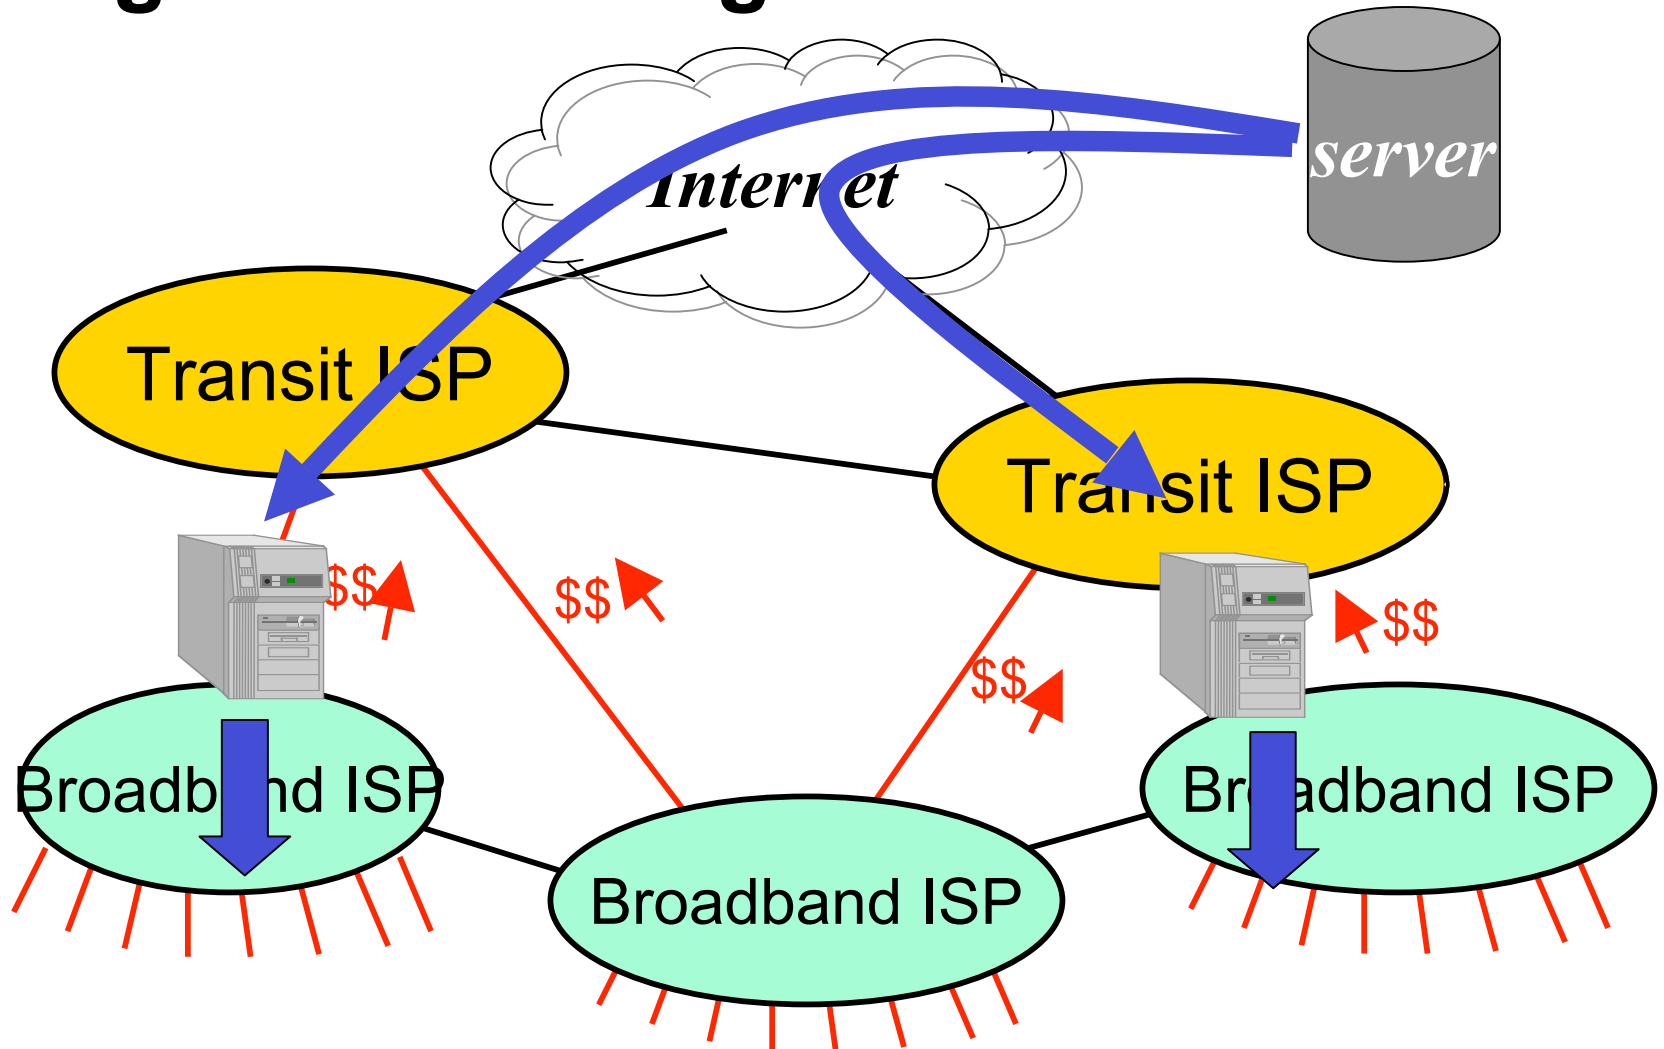 server
Internet
Transit ISP
Transit ISP
$$
$$
$$
$$
Broadband ISP
Broadband ISP
Broadband ISP